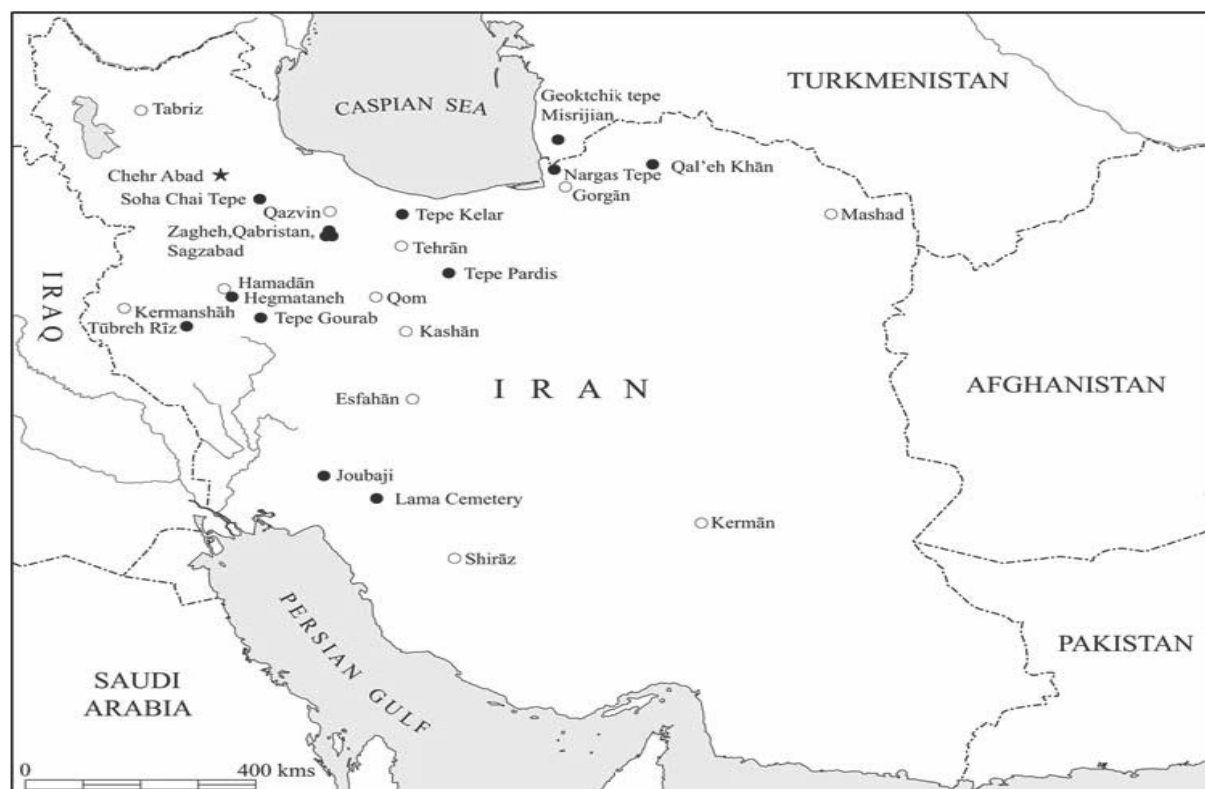 TURKMENISTAN
CASPIAN SEA
Geoktchik tepe
Misrijian
Tabriz
Nargas Tepe
Qal'eh Khān
Chehr Abad
Gorgān
Soha Chai Tepe
Qazvin
Tepe Kelar
Mashad
Zagheh,Qabristan,
Sagzabad
Tehrān
Tepe Pardis
IRAQ
Hamadān
Hegmataneh
Qom
Kermanshāh
Tūbreh Rīz
Tepe Gourab
Kashān
IRAN
AFGHANISTAN
Esfahān
Joubaji
Lama Cemetery
Kermān
Shirāz
PERSIAN GULF
PAKISTAN
SAUDI
ARABIA
0
400 kms